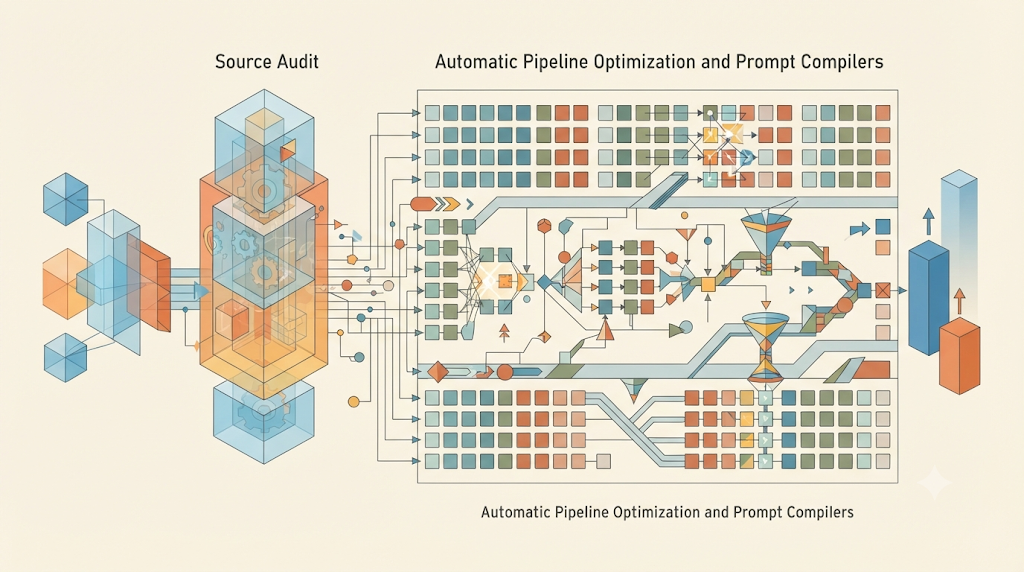 Source Audit
Automatic Pipeline Optimization and Prompt Compilers
Automatic Pipeline Optimization and Prompt Compilers